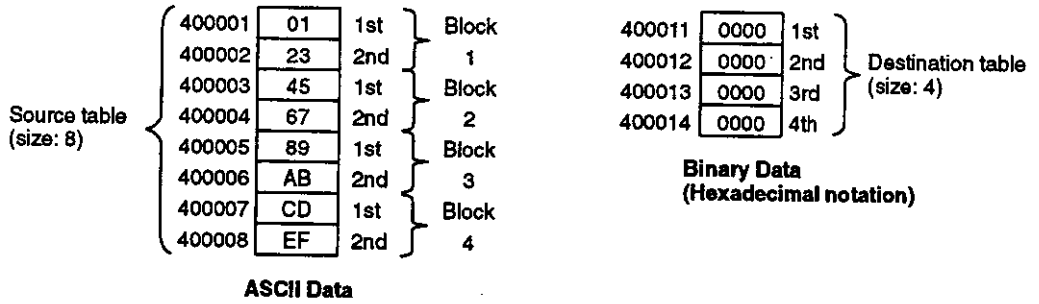 Source table
(size: 8)
400001 01 1st
400002 23 2nd
Block
1
400003 45 1st
400004 67 2nd
Block
2
400005 89 1st
400006 AB 2nd
Block
3
400007 CD 1st
400008 EF 2nd
Block
4
ASCII Data
400011 0000 1st
400012 0000 2nd
400013 0000 3rd
400014 0000 4th
Destination table
(size: 4)
Binary Data
(Hexadecimal notation)